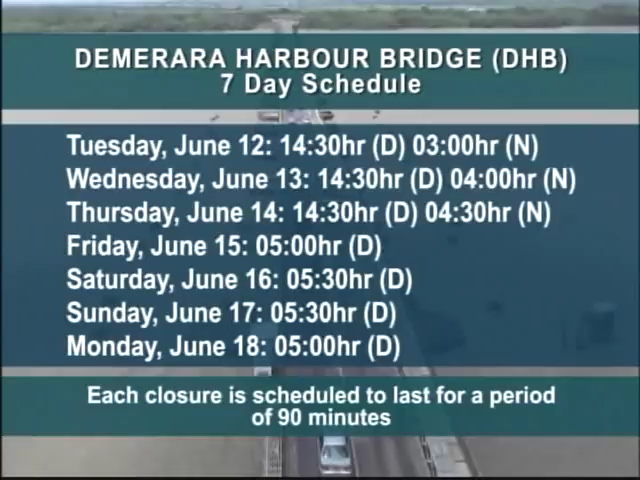 DEMERARA HARBOUR BRIDGE (DHB)
7 Day Schedule
Tuesday, June 12: 14:30hr (D) 03:00hr (N)
Wednesday, June 13: 14:30hr (D) 04:00hr (N)
Thursday, June 14: 14:30hr (D) 04:30hr (N)
Friday, June 15: 05:00hr (D)
Saturday, June 16: 05:30hr (D)
Sunday, June 17: 05:30hr (D)
Monday, June 18: 05:00hr (D)
Each closure is scheduled to last for a period
of 90 minutes